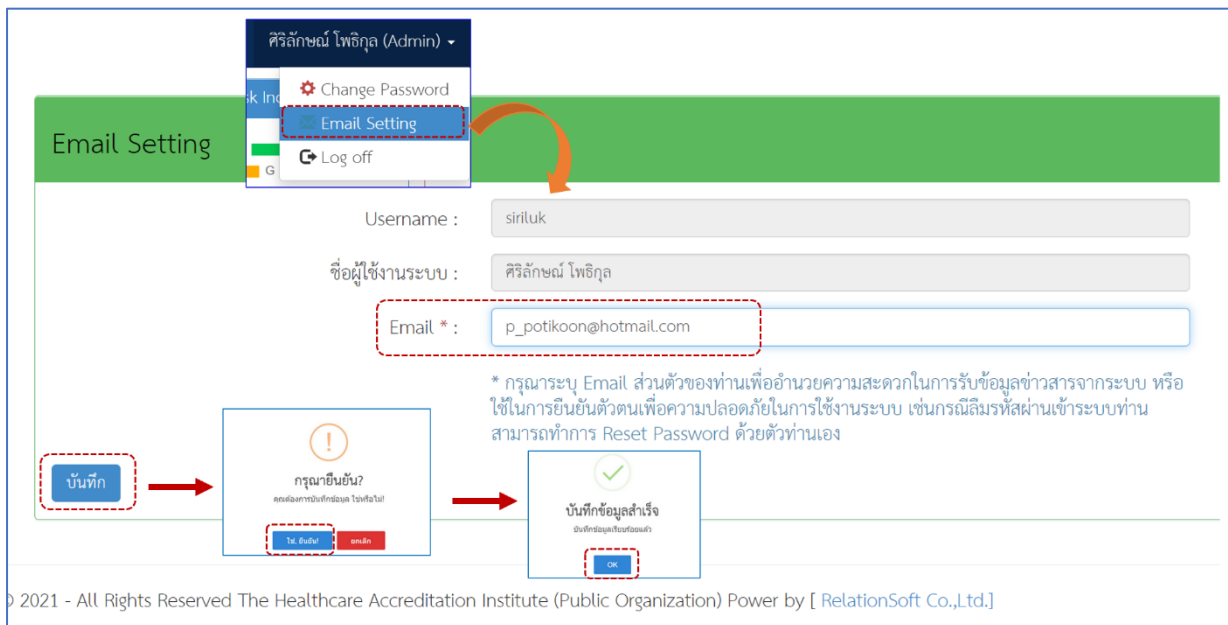 ศิริลักษณ์ โพธิกุล (Admin)
Change Password
Email Setting
Log off
sk Ind
G
Email Setting
Username :
siriluk
ชื่อผู้ใช้งานระบบ :
ศิริลักษณ์ โพธิกุล
Email * :
p_potikoon@hotmail.com
* กรุณาระบุ Email ส่วนตัวของท่านเพื่ออำนวยความสะดวกในการรับข้อมูลข่าวสารจากระบบ หรือ
ใช้ในการยืนยันตัวตนเพื่อความปลอดภัยในการใช้งานระบบ เช่นกรณีลืมรหัสผ่านเข้าระบบท่าน
สามารถทำการ Reset Password ด้วยตัวท่านเอง
บันทึก
กรุณายืนยัน?
คุณต้องการบันทึกข้อมูล ใช่หรือไม่!
ใช่, ยืนยัน!
ยกเลิก
บันทึกข้อมูลสำเร็จ
บันทึกข้อมูลเรียบร้อยแล้ว
OK
2021 - All Rights Reserved The Healthcare Accreditation Institute (Public Organization) Power by [ RelationSoft Co.,Ltd.]